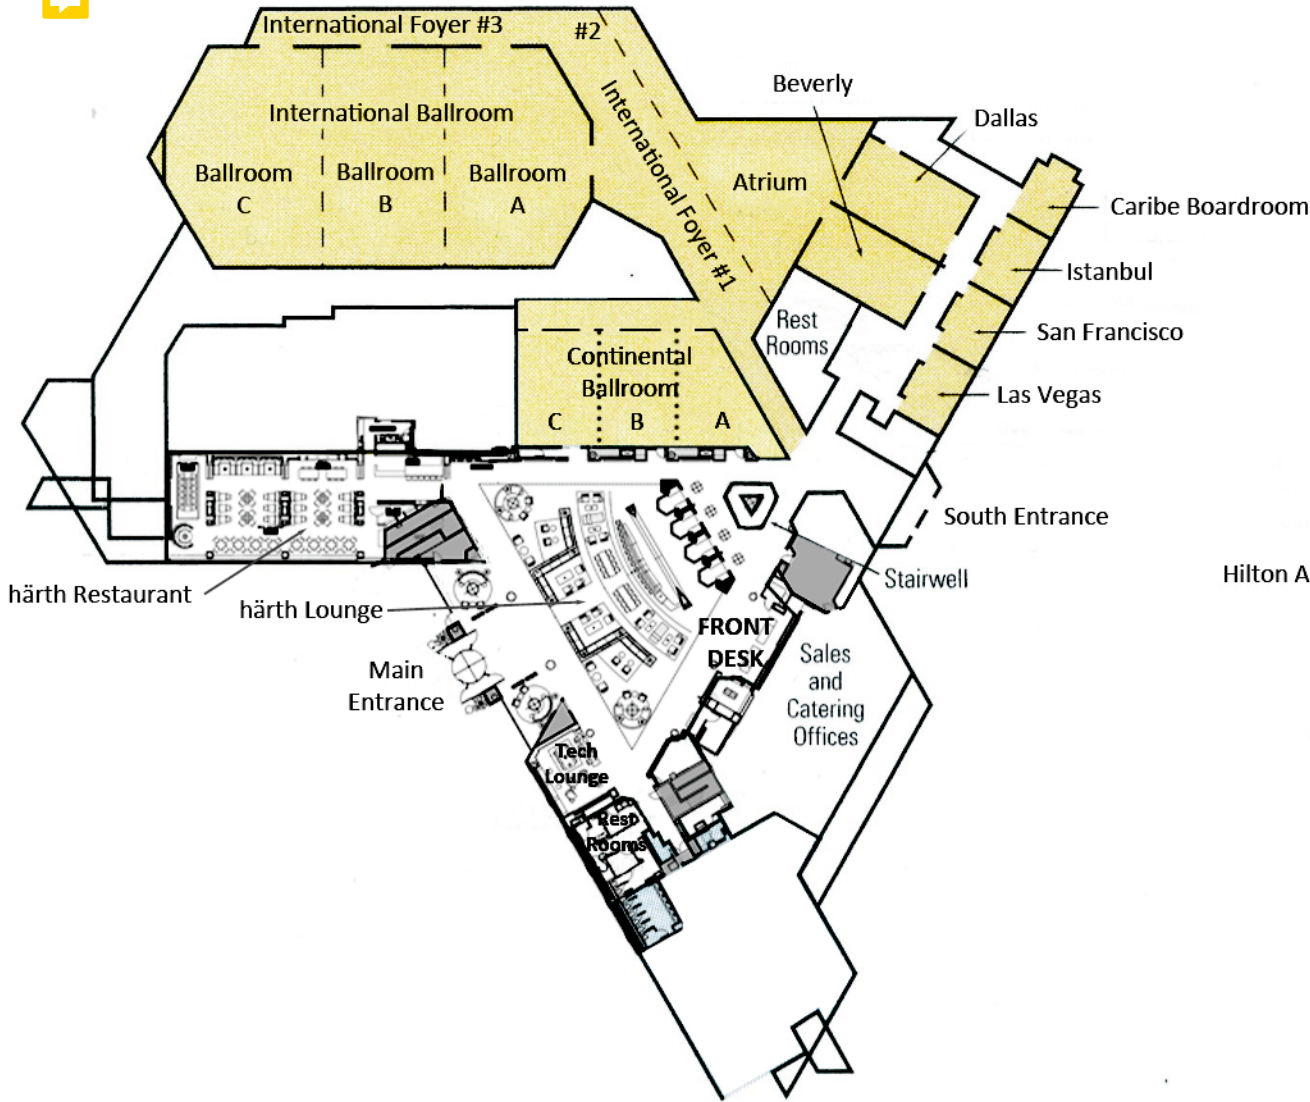 International Foyer #3
#2
International Ballroom
Ballroom
C
Ballroom
B
Ballroom
A
International Foyer #1
Atrium
Beverly
Dallas
Caribe Boardroom
Istanbul
San Francisco
Las Vegas
Rest
Rooms
Continental
Ballroom
C
B
A
South Entrance
Stairwell
Hilton A
härth Restaurant
härth Lounge
FRONT
DESK
Main
Entrance
Sales
and
Catering
Offices
Tech
Lounge
Rest
Rooms